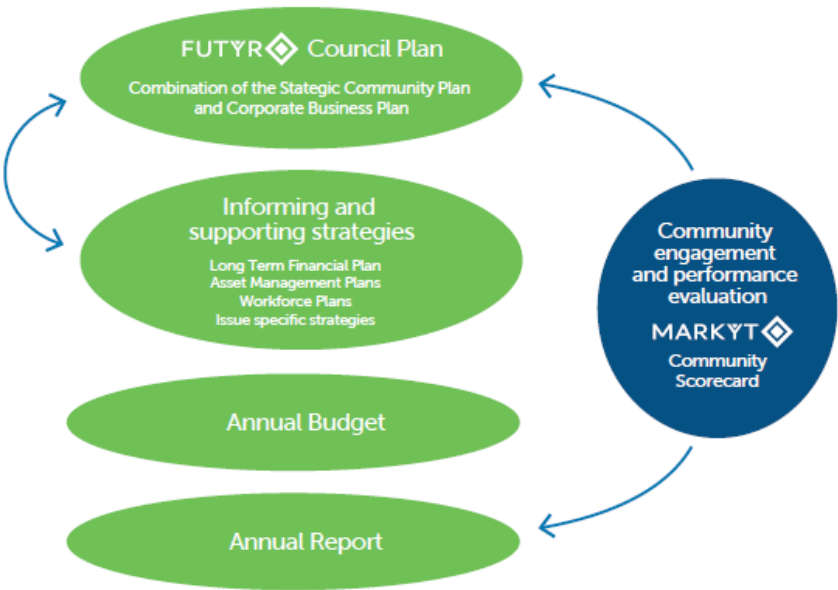 FUTYR Council Plan
Combination of the Stategic Community Plan
and Corporate Business Plan
Informing and
supporting strategies
Long Term Financial Plan
Asset Management Plans
Workforce Plans
Issue specific strategies
Annual Budget
Annual Report
Community
engagement
and performance
evaluation
MARKYT
Community
Scorecard